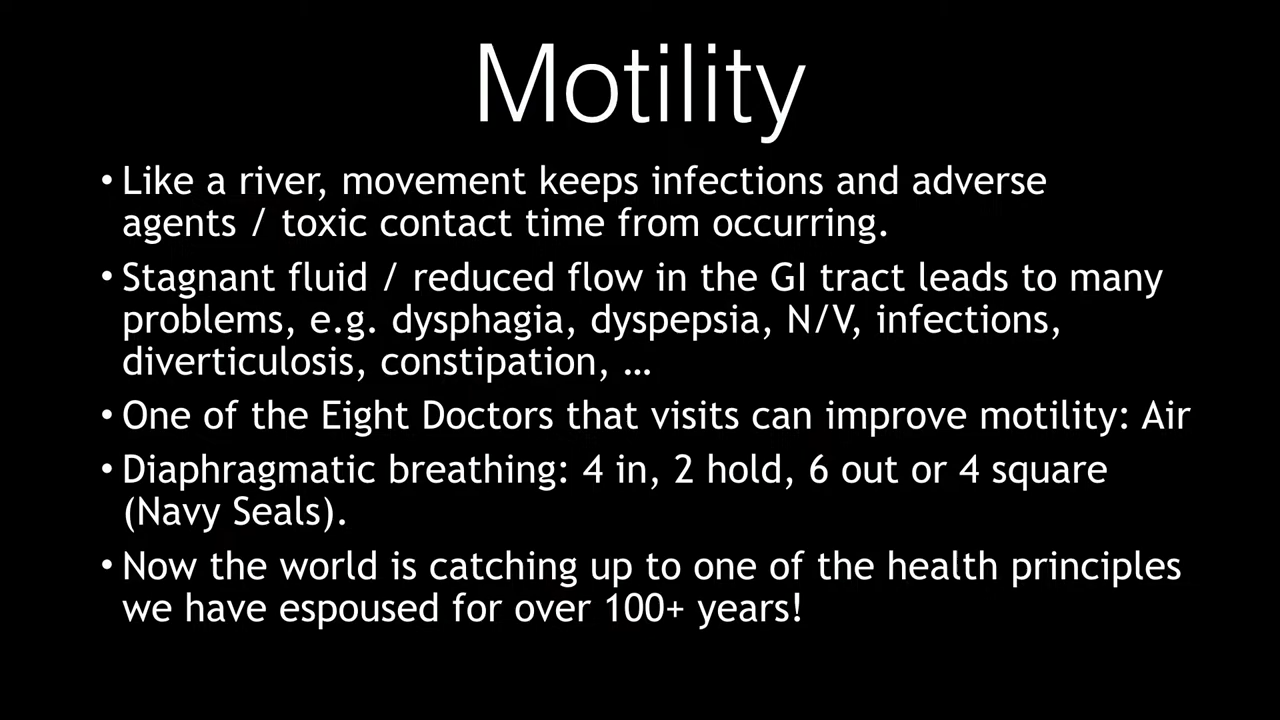 Motility
• Like a river, movement keeps infections and adverse
agents / toxic contact time from occurring.
• Stagnant fluid / reduced flow in the GI tract leads to many
problems, e.g. dysphagia, dyspepsia, N/V, infections,
diverticulosis, constipation, …
• One of the Eight Doctors that visits can improve motility: Air
• Diaphragmatic breathing: 4 in, 2 hold, 6 out or 4 square
(Navy Seals).
• Now the world is catching up to one of the health principles
we have espoused for over 100+ years!